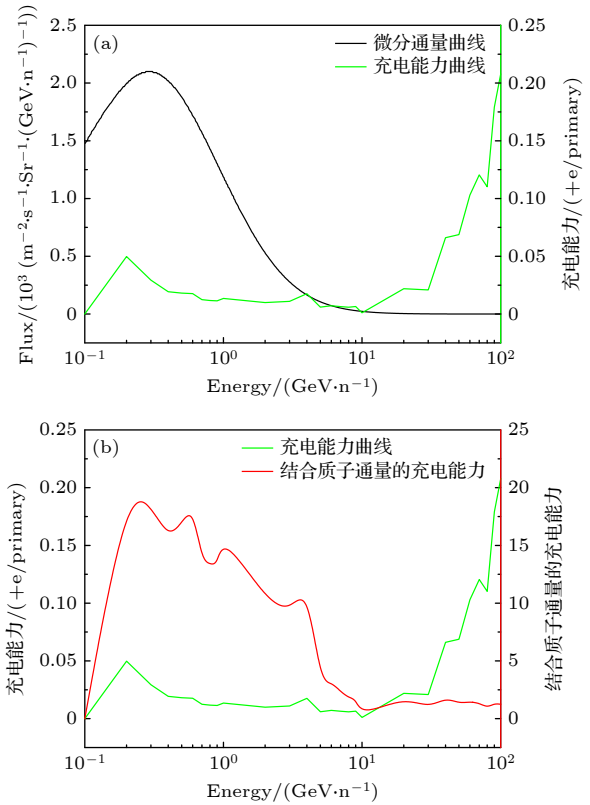 (a)
微分通量曲线
充电能力曲线
Flux/(10³ (m⁻²·s⁻¹·Sr⁻¹·(GeV·n⁻¹)⁻¹))
2.5
2.0
1.5
1.0
0.5
0
0.25
0.20
0.15
0.10
0.05
0
充电能力/(+e/primary)
10⁻¹
10⁰
10¹
10²
Energy/(GeV·n⁻¹)
(b)
充电能力曲线
结合质子通量的充电能力
充电能力/(+e/primary)
0.25
0.20
0.15
0.10
0.05
0
25
20
15
10
5
0
结合质子通量的充电能力
10⁻¹
10⁰
10¹
10²
Energy/(GeV·n⁻¹)